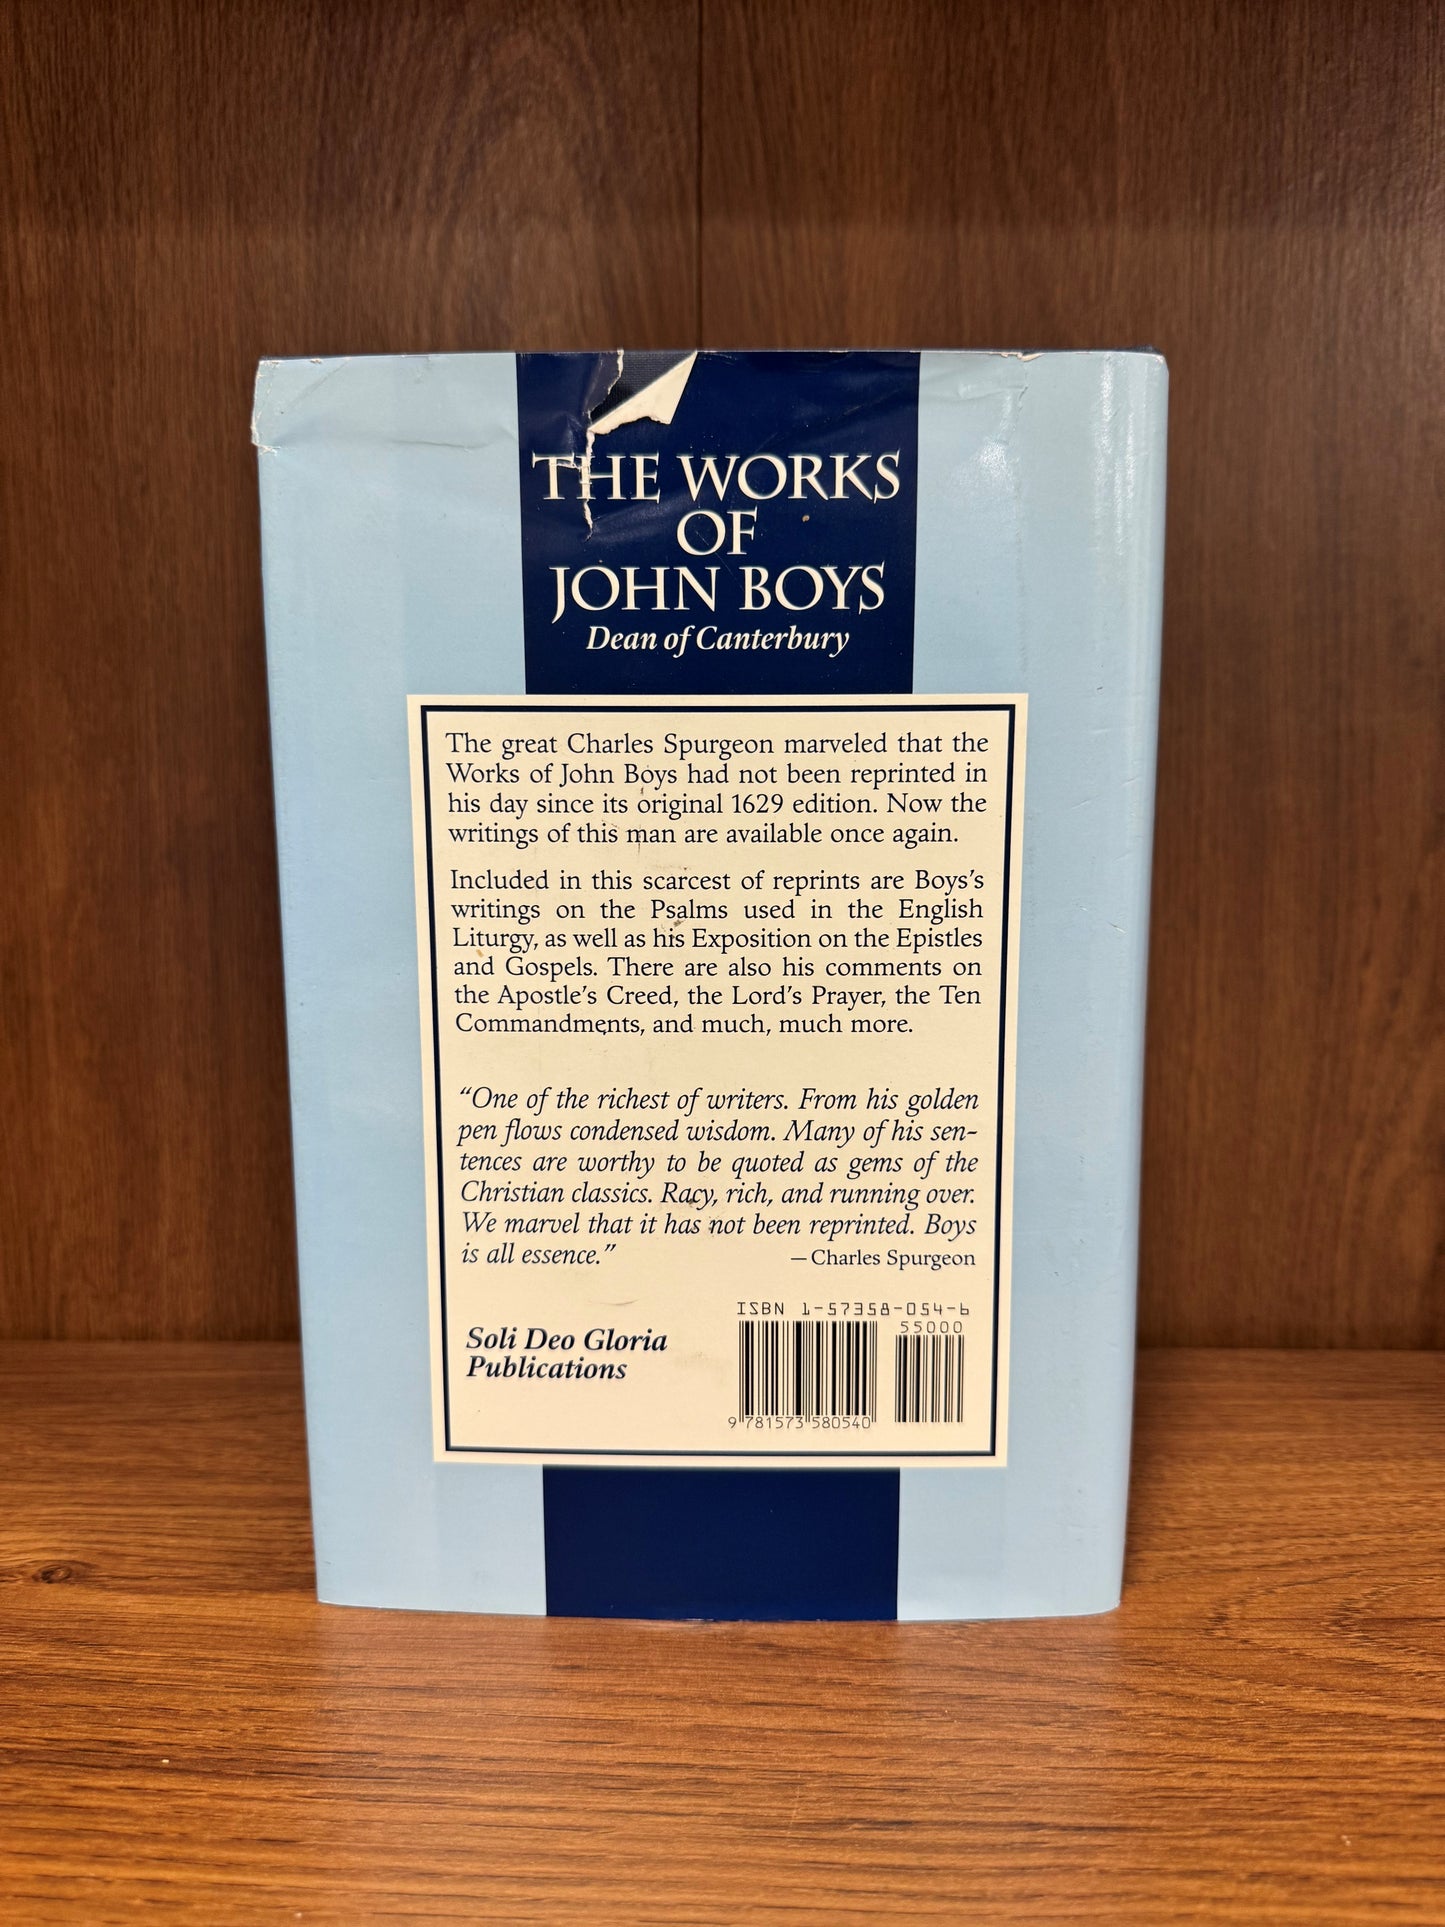 THE WORKS
OF
JOHN BOYS
Dean of Canterbury
The great Charles Spurgeon marveled that the
Works of John Boys had not been reprinted in
his day since its original 1629 edition. Now the
writings of this man are available once again.
Included in this scarcest of reprints are Boys's
writings on the Psalms used in the English
Liturgy, as well as his Exposition on the Epistles
and Gospels. There are also his comments on
the Apostle's Creed, the Lord's Prayer, the Ten
Commandments, and much, much more.
“One of the richest of writers. From his golden
pen flows condensed wisdom. Many of his sen-
tences are worthy to be quoted as gems of the
Christian classics. Racy, rich, and running over.
We marvel that it has not been reprinted. Boys
is all essence.” —Charles Spurgeon
Soli Deo Gloria
Publications
ISBN 1-57358-054-6
55000
9 781573 580540